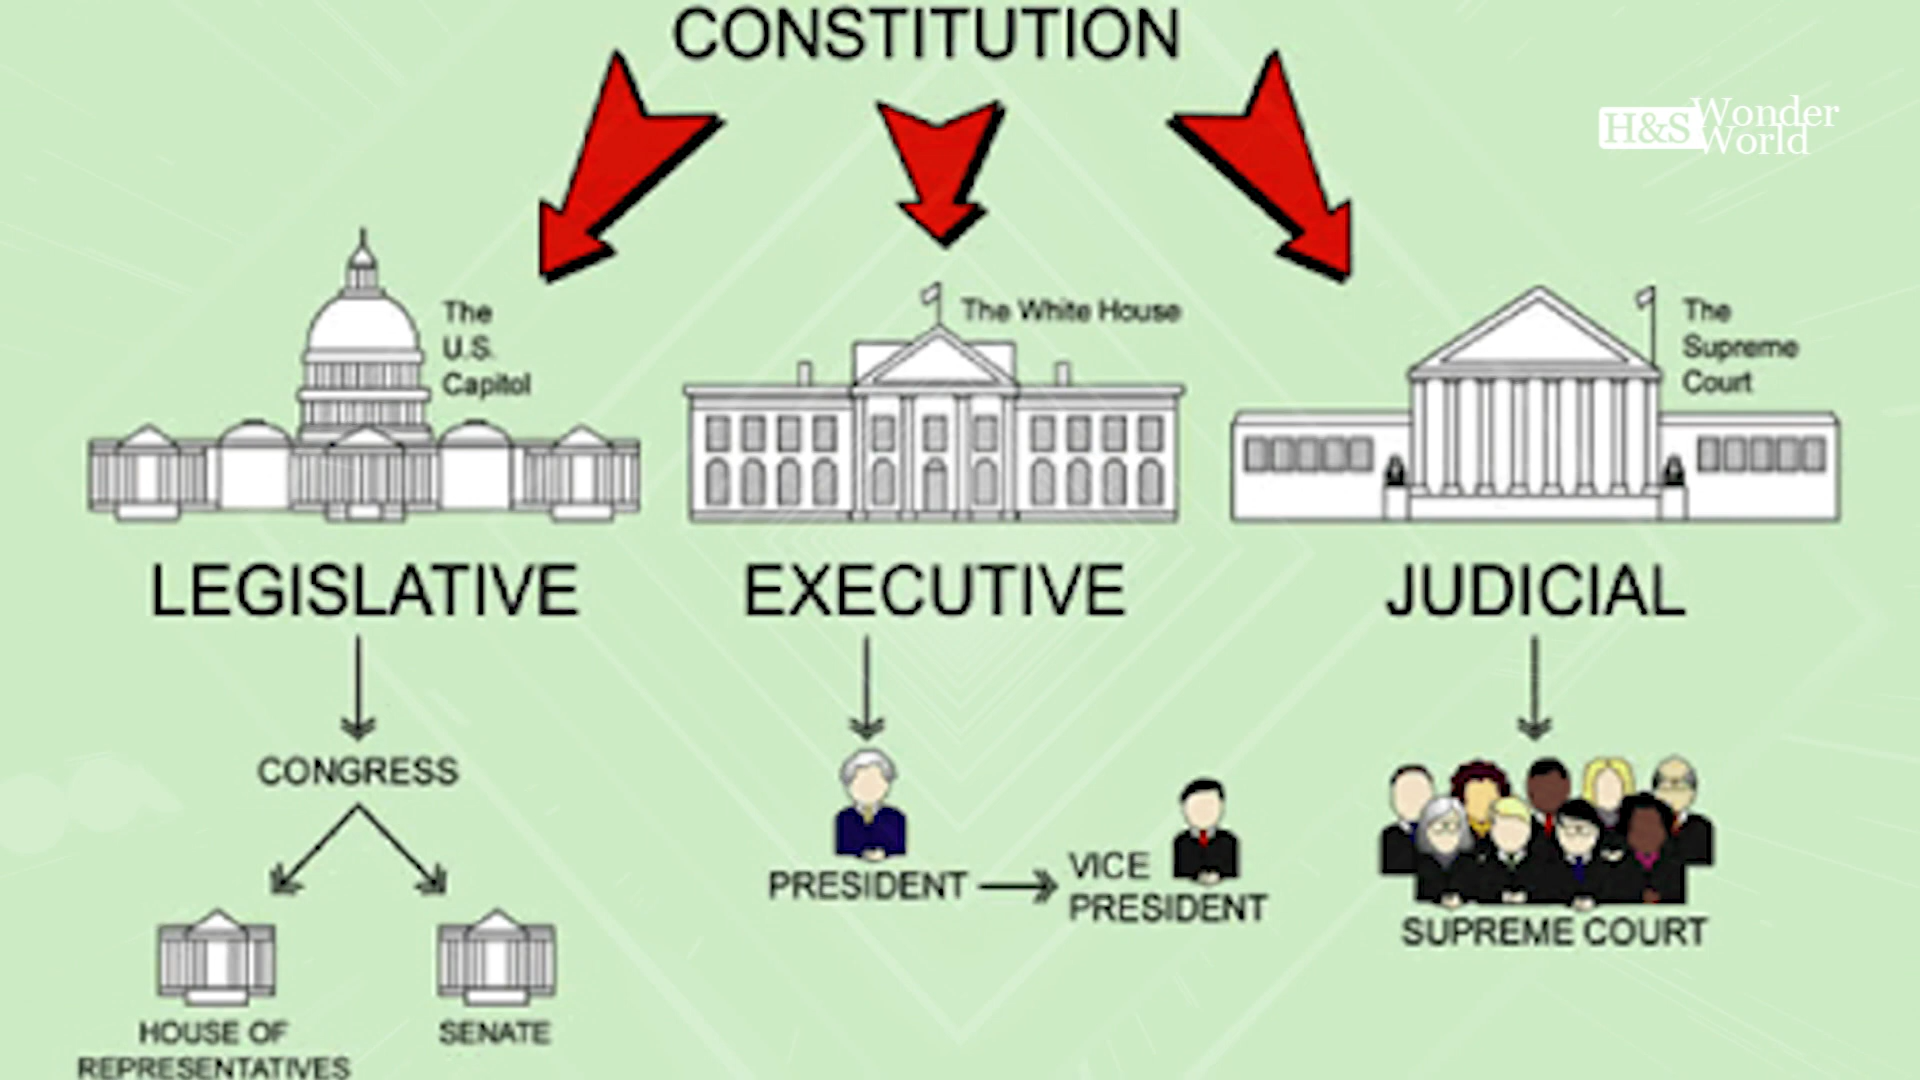 CONSTITUTION
H&S Wonder
World
The
U.S.
Capitol
The White House
The
Supreme
Court
LEGISLATIVE
EXECUTIVE
JUDICIAL
CONGRESS
PRESIDENT
VICE
PRESIDENT
SUPREME COURT
HOUSE OF
REPRESENTATIVES
SENATE